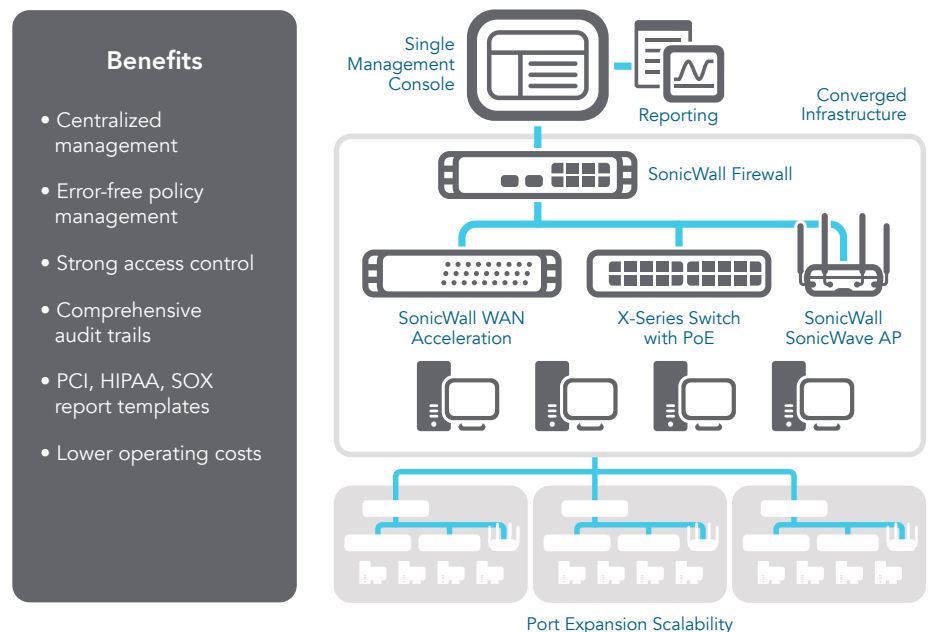 Benefits
• Centralized
management
• Error-free policy
management
• Strong access control
• Comprehensive
audit trails
• PCI, HIPAA, SOX
report templates
• Lower operating costs
Single
Management
Console
Reporting
Converged
Infrastructure
SonicWall Firewall
SonicWall WAN
Acceleration
X-Series Switch
with PoE
SonicWall
SonicWave AP
Port Expansion Scalability